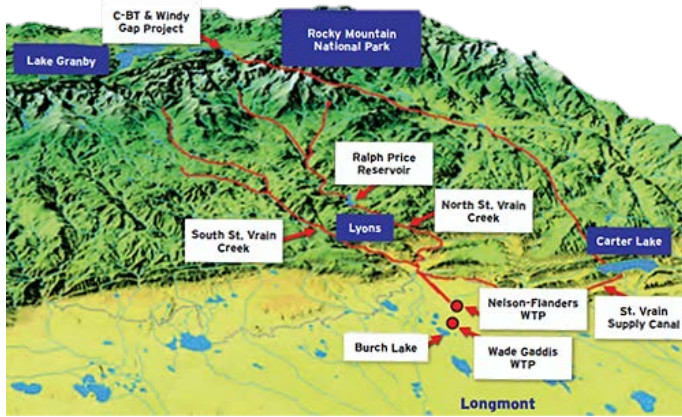 C-BT & Windy
Gap Project
Rocky Mountain
National Park
Lake Granby
Ralph Price
Reservoir
North St. Vrain
Creek
South St. Vrain
Creek
Lyons
Carter Lake
Nelson-Flanders
WTP
St. Vrain
Supply Canal
Burch Lake
Wade Gaddis
WTP
Longmont